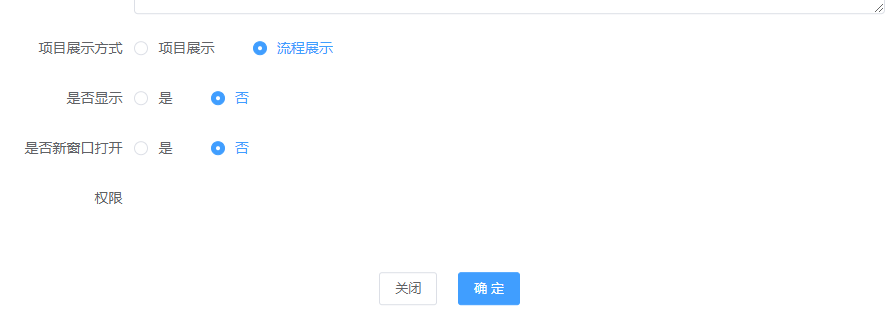 项目展示方式 项目展示 流程展示
是否显示 是 否
是否新窗口打开 是 否
权限
关闭 确 定